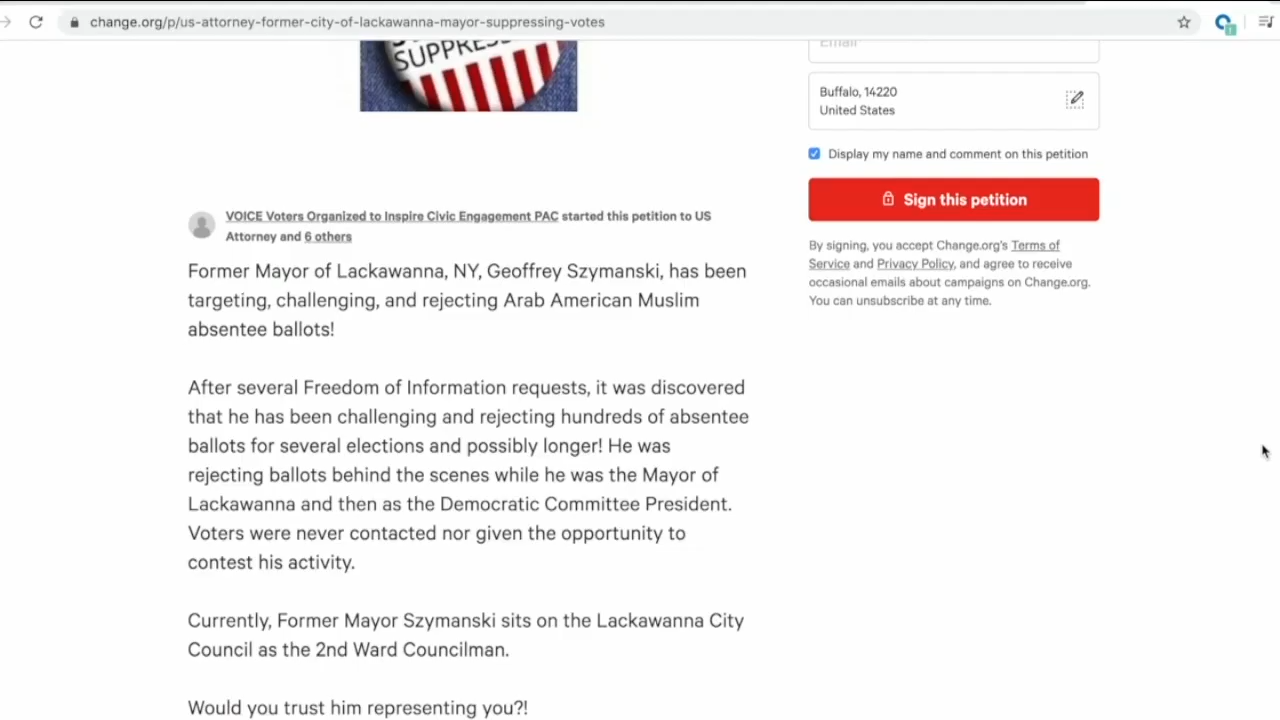 change.org/p/us-attorney-former-city-of-lackawanna-mayor-suppressing-votes
SUPPRESS
VOICE Voters Organized to Inspire Civic Engagement PAC started this petition to US
Attorney and 6 others
Former Mayor of Lackawanna, NY, Geoffrey Szymanski, has been
targeting, challenging, and rejecting Arab American Muslim
absentee ballots!
After several Freedom of Information requests, it was discovered
that he has been challenging and rejecting hundreds of absentee
ballots for several elections and possibly longer! He was
rejecting ballots behind the scenes while he was the Mayor of
Lackawanna and then as the Democratic Committee President.
Voters were never contacted nor given the opportunity to
contest his activity.
Currently, Former Mayor Szymanski sits on the Lackawanna City
Council as the 2nd Ward Councilman.
Would you trust him representing you?!
Email
Buffalo, 14220
United States
Display my name and comment on this petition
Sign this petition
By signing, you accept Change.org's Terms of
Service and Privacy Policy, and agree to receive
occasional emails about campaigns on Change.org.
You can unsubscribe at any time.